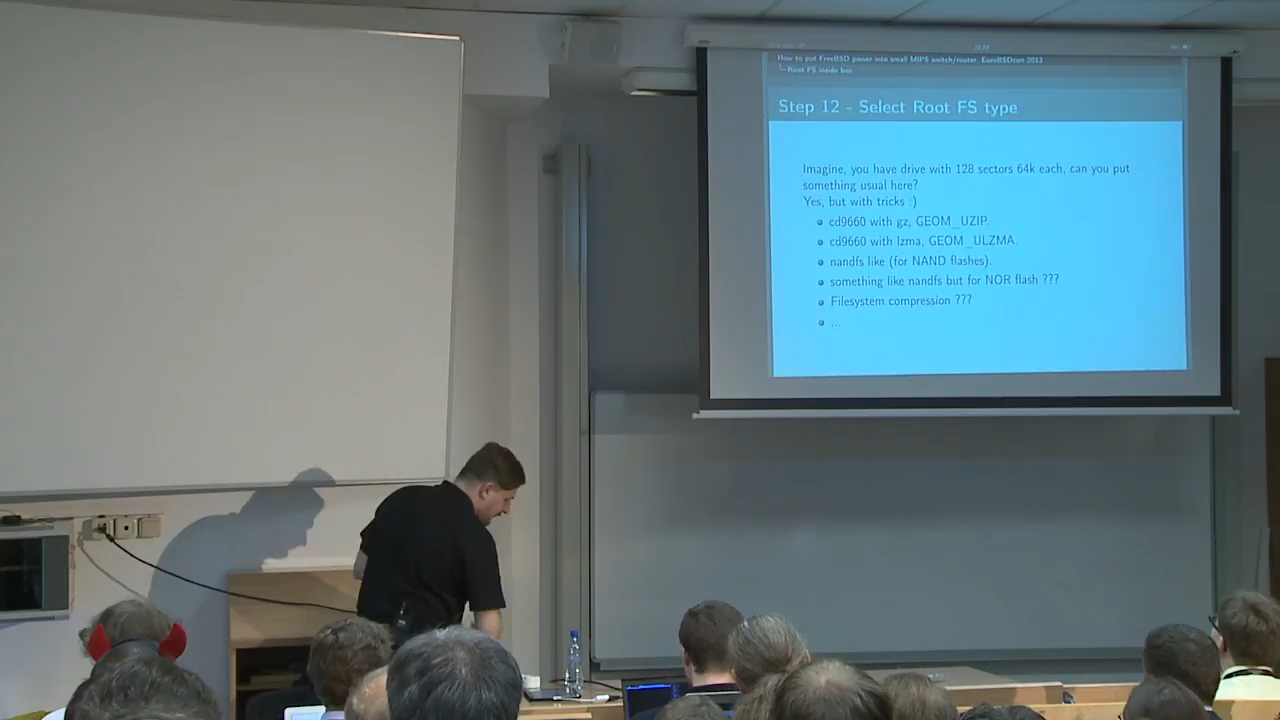 How to put FreeBSD power into small MIPS switch/router, EuroBSDcon 2012
Root FS inside box
Step 12 - Select Root FS type
Imagine, you have drive with 128 sectors 64k each, can you put
something usual here?
Yes, but with tricks :)
cd9660 with gz, GEOM_UZIP.
cd9660 with lzma, GEOM_ULZMA.
nandfs like (for NAND flashes).
something like nandfs but for NOR flash ???
Filesystem compression ???
...